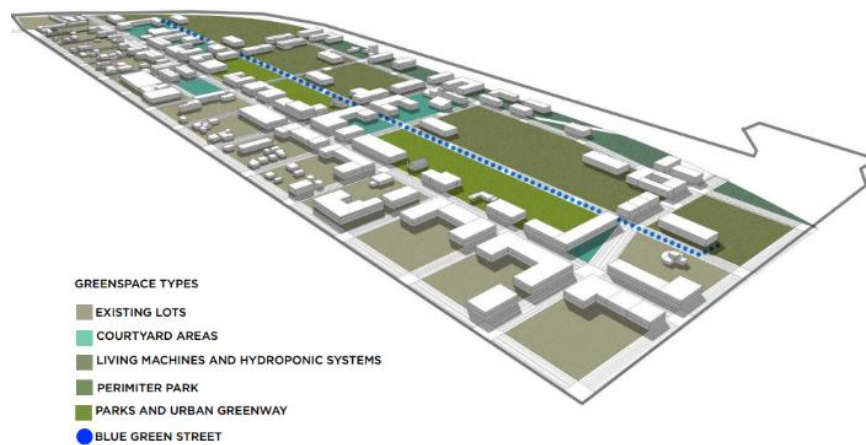 GREENSPACE TYPES
EXISTING LOTS
COURTYARD AREAS
LIVING MACHINES AND HYDROPONIC SYSTEMS
PERIMITER PARK
PARKS AND URBAN GREENWAY
BLUE GREEN STREET